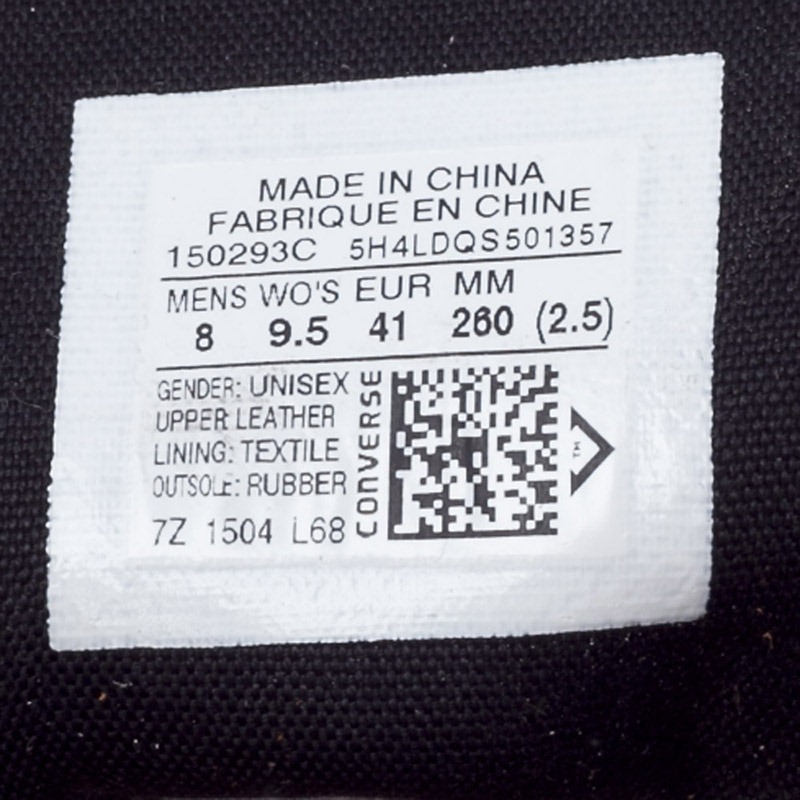 MADE IN CHINA
FABRIQUE EN CHINE
150293C 5H4LDQS501357
MENS WO'S EUR MM
8 9.5 41 260 (2.5)
GENDER: UNISEX
UPPER LEATHER
LINING: TEXTILE
OUTSOLE: RUBBER
7Z 1504 L68
CONVERSE